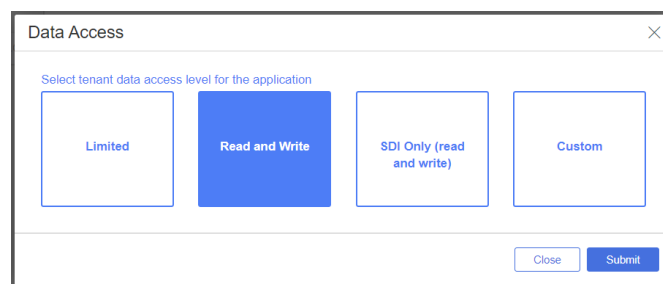 Data Access
Select tenant data access level for the application
Limited
Read and Write
SDI Only (read
and write)
Custom
Close
Submit